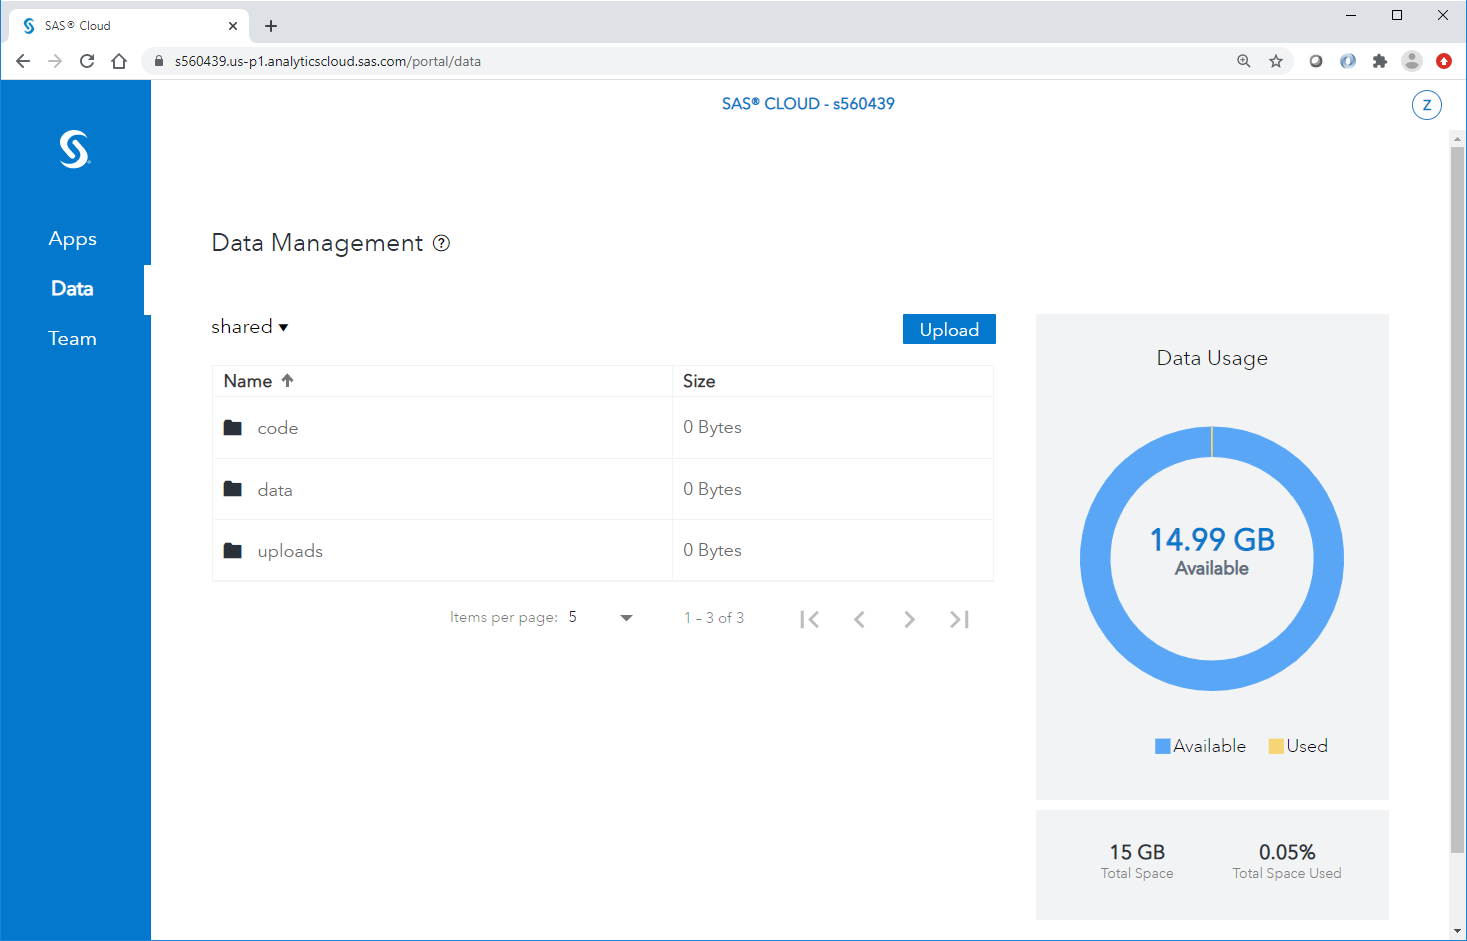 SAS® Cloud
s560439.us-p1.analyticscloud.sas.com/portal/data
SAS® CLOUD - s560439
Z
Apps
Data
Team
Data Management ?
shared
Upload
Name Size
code 0 Bytes
data 0 Bytes
uploads 0 Bytes
Items per page: 5 1 - 3 of 3
Data Usage
14.99 GB
Available
Available Used
15 GB 0.05%
Total Space Total Space Used